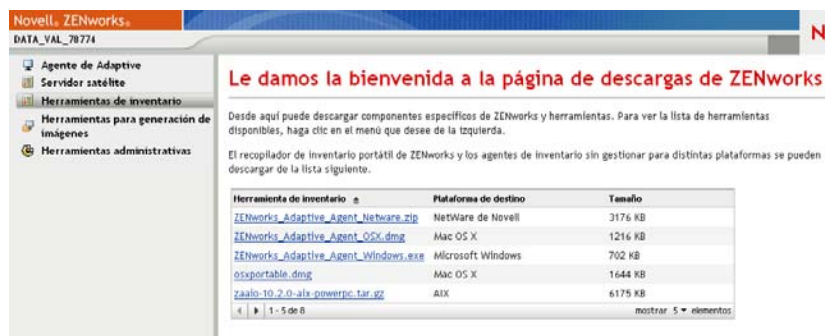 Novell® ZENworks®
DATA_VAL_78774
N
Agente de Adaptive
Servidor satélite
Herramientas de inventario
Herramientas para generación de
imágenes
Herramientas administrativas
Le damos la bienvenida a la página de descargas de ZENworks
Desde aquí puede descargar componentes específicos de ZENworks y herramientas. Para ver la lista de herramientas
disponibles, haga clic en el menú que desee de la izquierda.
El recopilador de inventario portátil de ZENworks y los agentes de inventario sin gestionar para distintas plataformas se pueden
descargar de la lista siguiente.
Herramienta de inventario Plataforma de destino Tamaño
ZENworks_Adaptive_Agent_Netware.zip NetWare de Novell 3176 KB
ZENworks_Adaptive_Agent_OSX.dmg Mac OS X 1216 KB
ZENworks_Adaptive_Agent_Windows.exe Microsoft Windows 702 KB
osxportable.dmg Mac OS X 1644 KB
zaaio-10.2.0-aix-powerpc.tar.gz AIX 6175 KB
1 - 5 de 8 mostrar 5 elementos